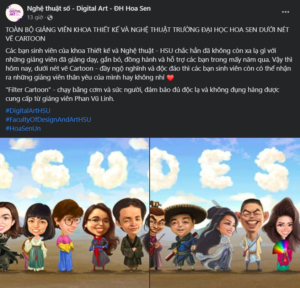 Nghệ thuật số - Digital Art - ĐH Hoa Sen
13 giờ
TOÀN BỘ GIẢNG VIÊN KHOA THIẾT KẾ VÀ NGHỆ THUẬT TRƯỜNG ĐẠI HỌC HOA SEN DƯỚI NÉT
VẼ CARTOON
Các bạn sinh viên của khoa Thiết kế và Nghệ thuật - HSU chắc hẳn đã không còn xa lạ gì với
những giảng viên đã giảng dạy, gắn bó, đồng hành và hỗ trợ các bạn trong mấy năm qua. Vậy thì
hôm nay, dưới nét vẽ Cartoon - đầy ngộ nghĩnh và độc đáo thì các bạn sinh viên còn có thể nhận
ra những giảng viên thân yêu của mình hay không nhỉ ❤️
"Filter Cartoon" - chạy bằng cơm và sức người, đảm bảo đủ độc lạ và không đụng hàng được
cung cấp từ giảng viên Phan Vũ Linh.
#DigitalArtHSU
#FacultyOfDesignAndArtHSU
#HoaSenUni
GUDES